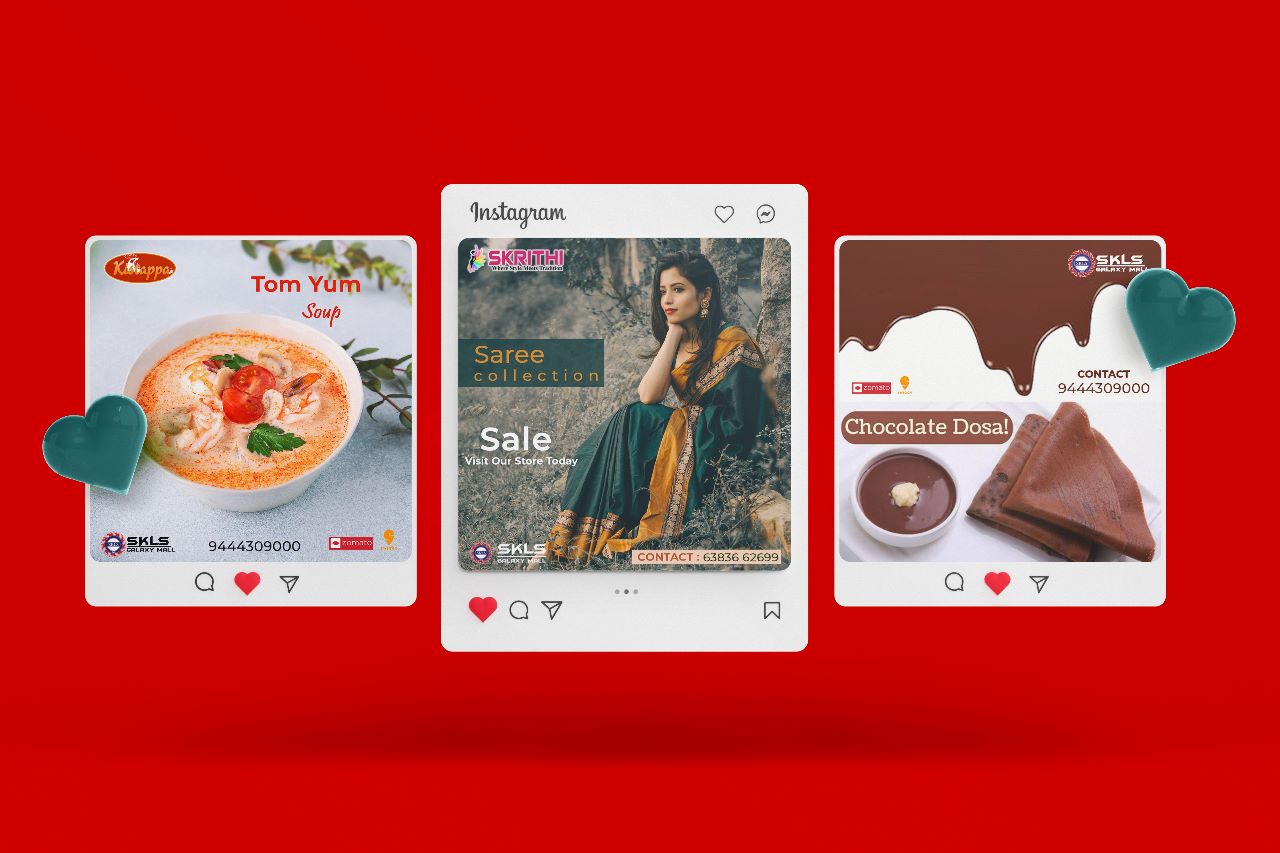 Tom Yum
Soup
SKLS
GALAXY MALL
9444309000
zomato
Instagram
SKRITHI
Where Style Meets Tradition
Saree
collection
Sale
Visit Our Store Today
SKLS
GALAXY MALL
CONTACT : 63836 62699
SKLS
GALAXY MALL
CONTACT
9444309000
zomato
Chocolate Dosa!